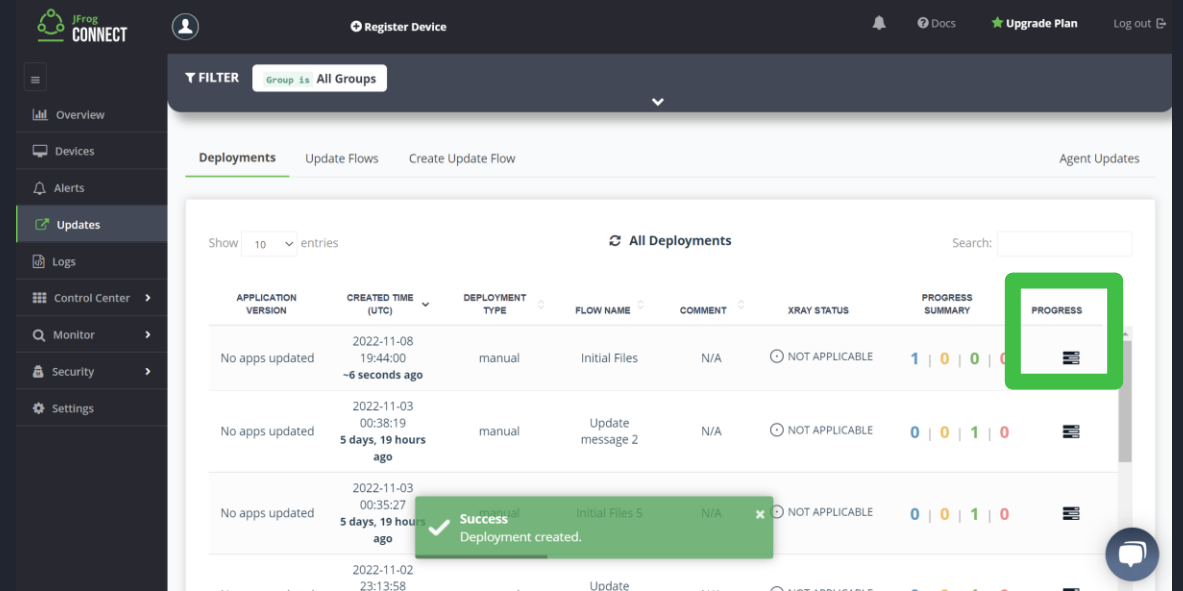 JFrog
CONNECT
Register Device
Docs
Upgrade Plan
Log out
FILTER
Group is All Groups
Overview
Devices
Alerts
Updates
Logs
Control Center
Monitor
Security
Settings
Deployments
Update Flows
Create Update Flow
Agent Updates
Show 10 entries
All Deployments
Search:
APPLICATION VERSION
CREATED TIME (UTC)
DEPLOYMENT TYPE
FLOW NAME
COMMENT
XRAY STATUS
PROGRESS SUMMARY
PROGRESS
No apps updated
2022-11-08
19:44:00
~6 seconds ago
manual
Initial Files
N/A
NOT APPLICABLE
1 | 0 | 0 | 0
No apps updated
2022-11-03
00:38:19
5 days, 19 hours
ago
manual
Update
message 2
N/A
NOT APPLICABLE
0 | 0 | 1 | 0
No apps updated
2022-11-03
00:35:27
5 days, 19 hours
ago
manual
Initial Files 5
N/A
NOT APPLICABLE
0 | 0 | 1 | 0
Success
Deployment created.
2022-11-02
23:13:58
Update
NOT APPLICABLE